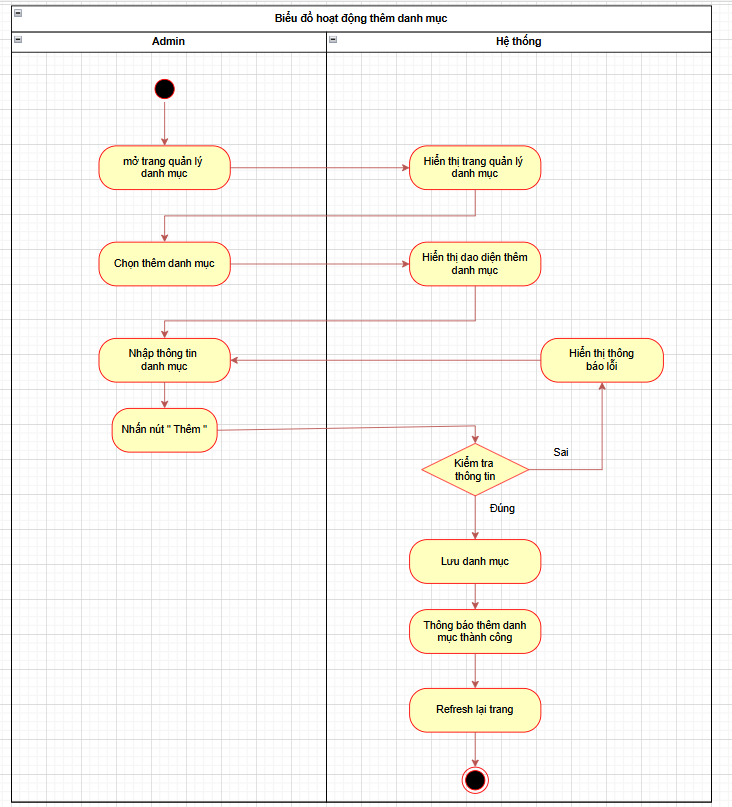 Biểu đồ hoạt động thêm danh mục
Admin
Hệ thống
mở trang quản lý
danh mục
Hiển thị trang quản lý
danh mục
Chọn thêm danh mục
Hiển thị dao diện thêm
danh mục
Nhập thông tin
danh mục
Hiển thị thông
báo lỗi
Nhấn nút " Thêm "
Kiểm tra
thông tin
Sai
Đúng
Lưu danh mục
Thông báo thêm danh
mục thành công
Refresh lại trang